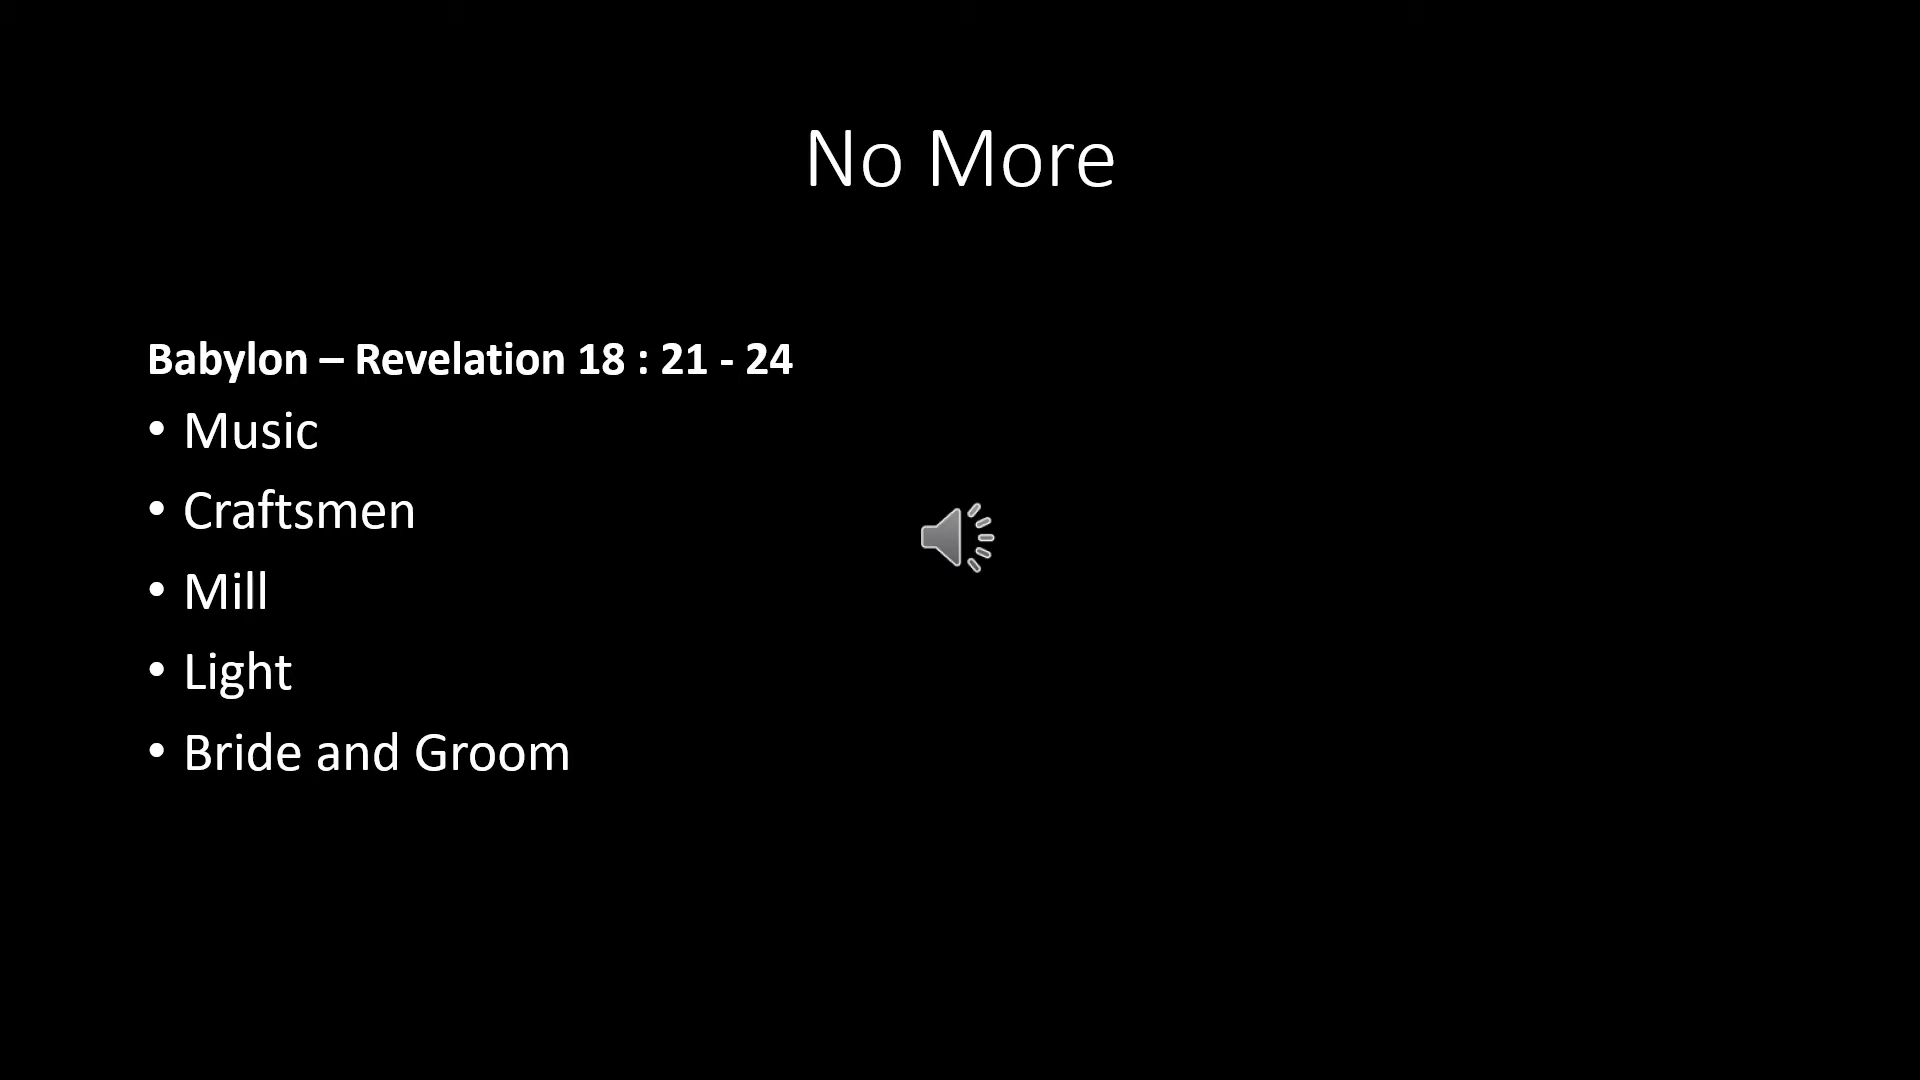 No More
Babylon – Revelation 18 : 21 - 24
• Music
• Craftsmen
• Mill
• Light
• Bride and Groom